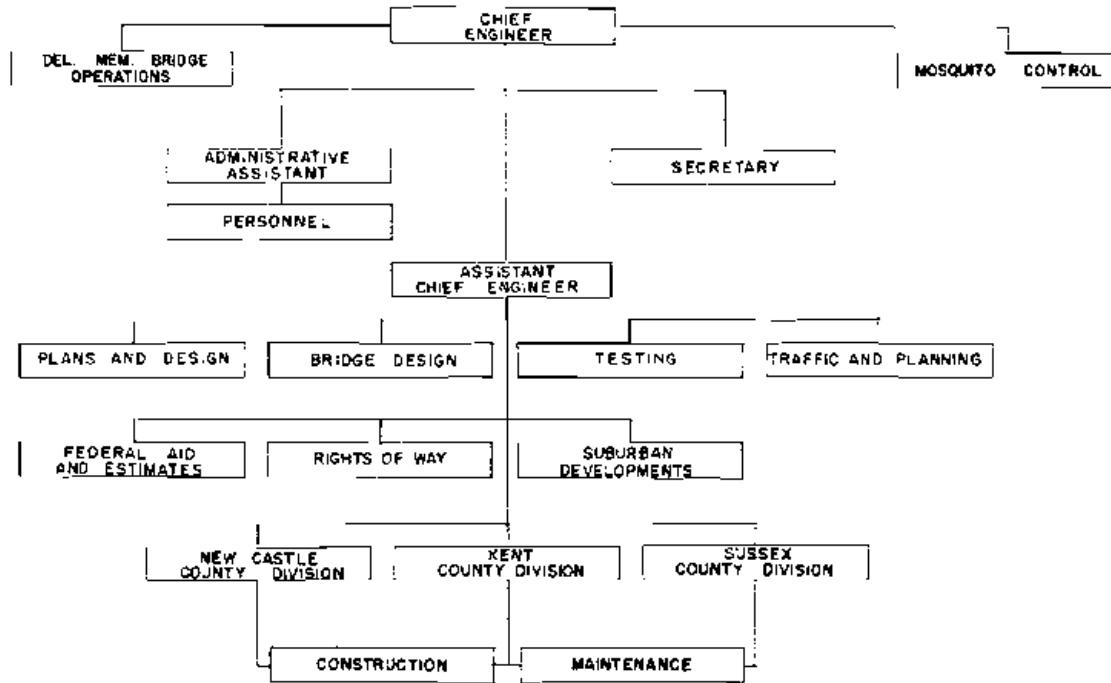 CHIEF
ENGINEER
DEL. MEM. BRIDGE
OPERATIONS
MOSQUITO CONTROL
ADMINISTRATIVE
ASSISTANT
SECRETARY
PERSONNEL
ASSISTANT
CHIEF ENGINEER
PLANS AND DESIGN
BRIDGE DESIGN
TESTING
TRAFFIC AND PLANNING
FEDERAL AID
AND ESTIMATES
RIGHTS OF WAY
SUBURBAN
DEVELOPMENTS
NEW CASTLE
COUNTY DIVISION
KENT
COUNTY DIVISION
SUSSEX
COUNTY DIVISION
CONSTRUCTION
MAINTENANCE